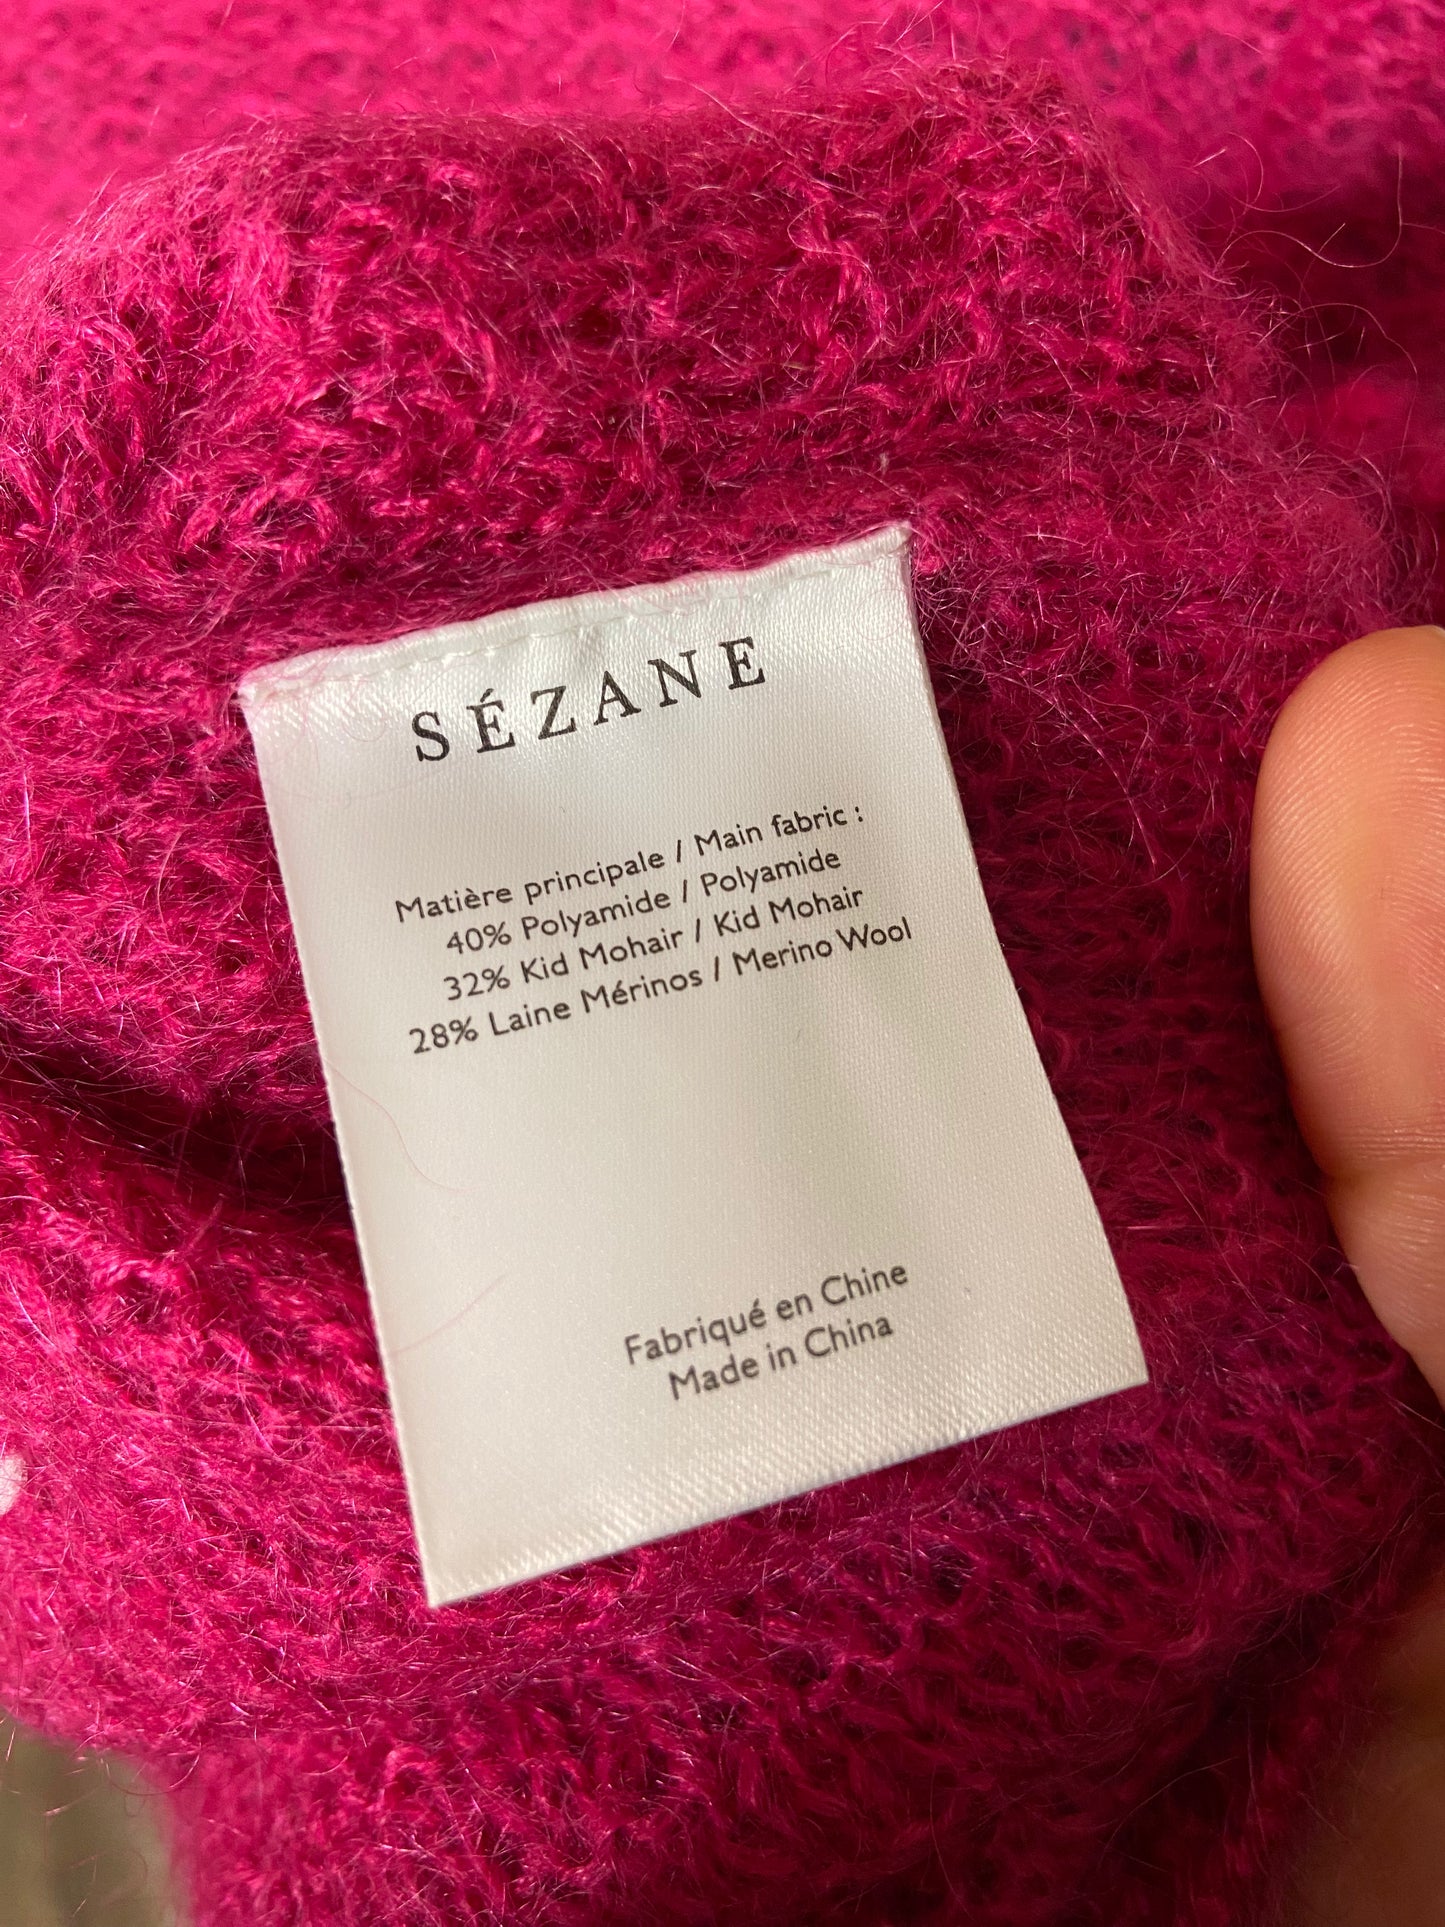 SÉZANE
Matière principale / Main fabric :
40% Polyamide / Polyamide
32% Kid Mohair / Kid Mohair
28% Laine Mérinos / Merino Wool
Fabriqué en Chine
Made in China